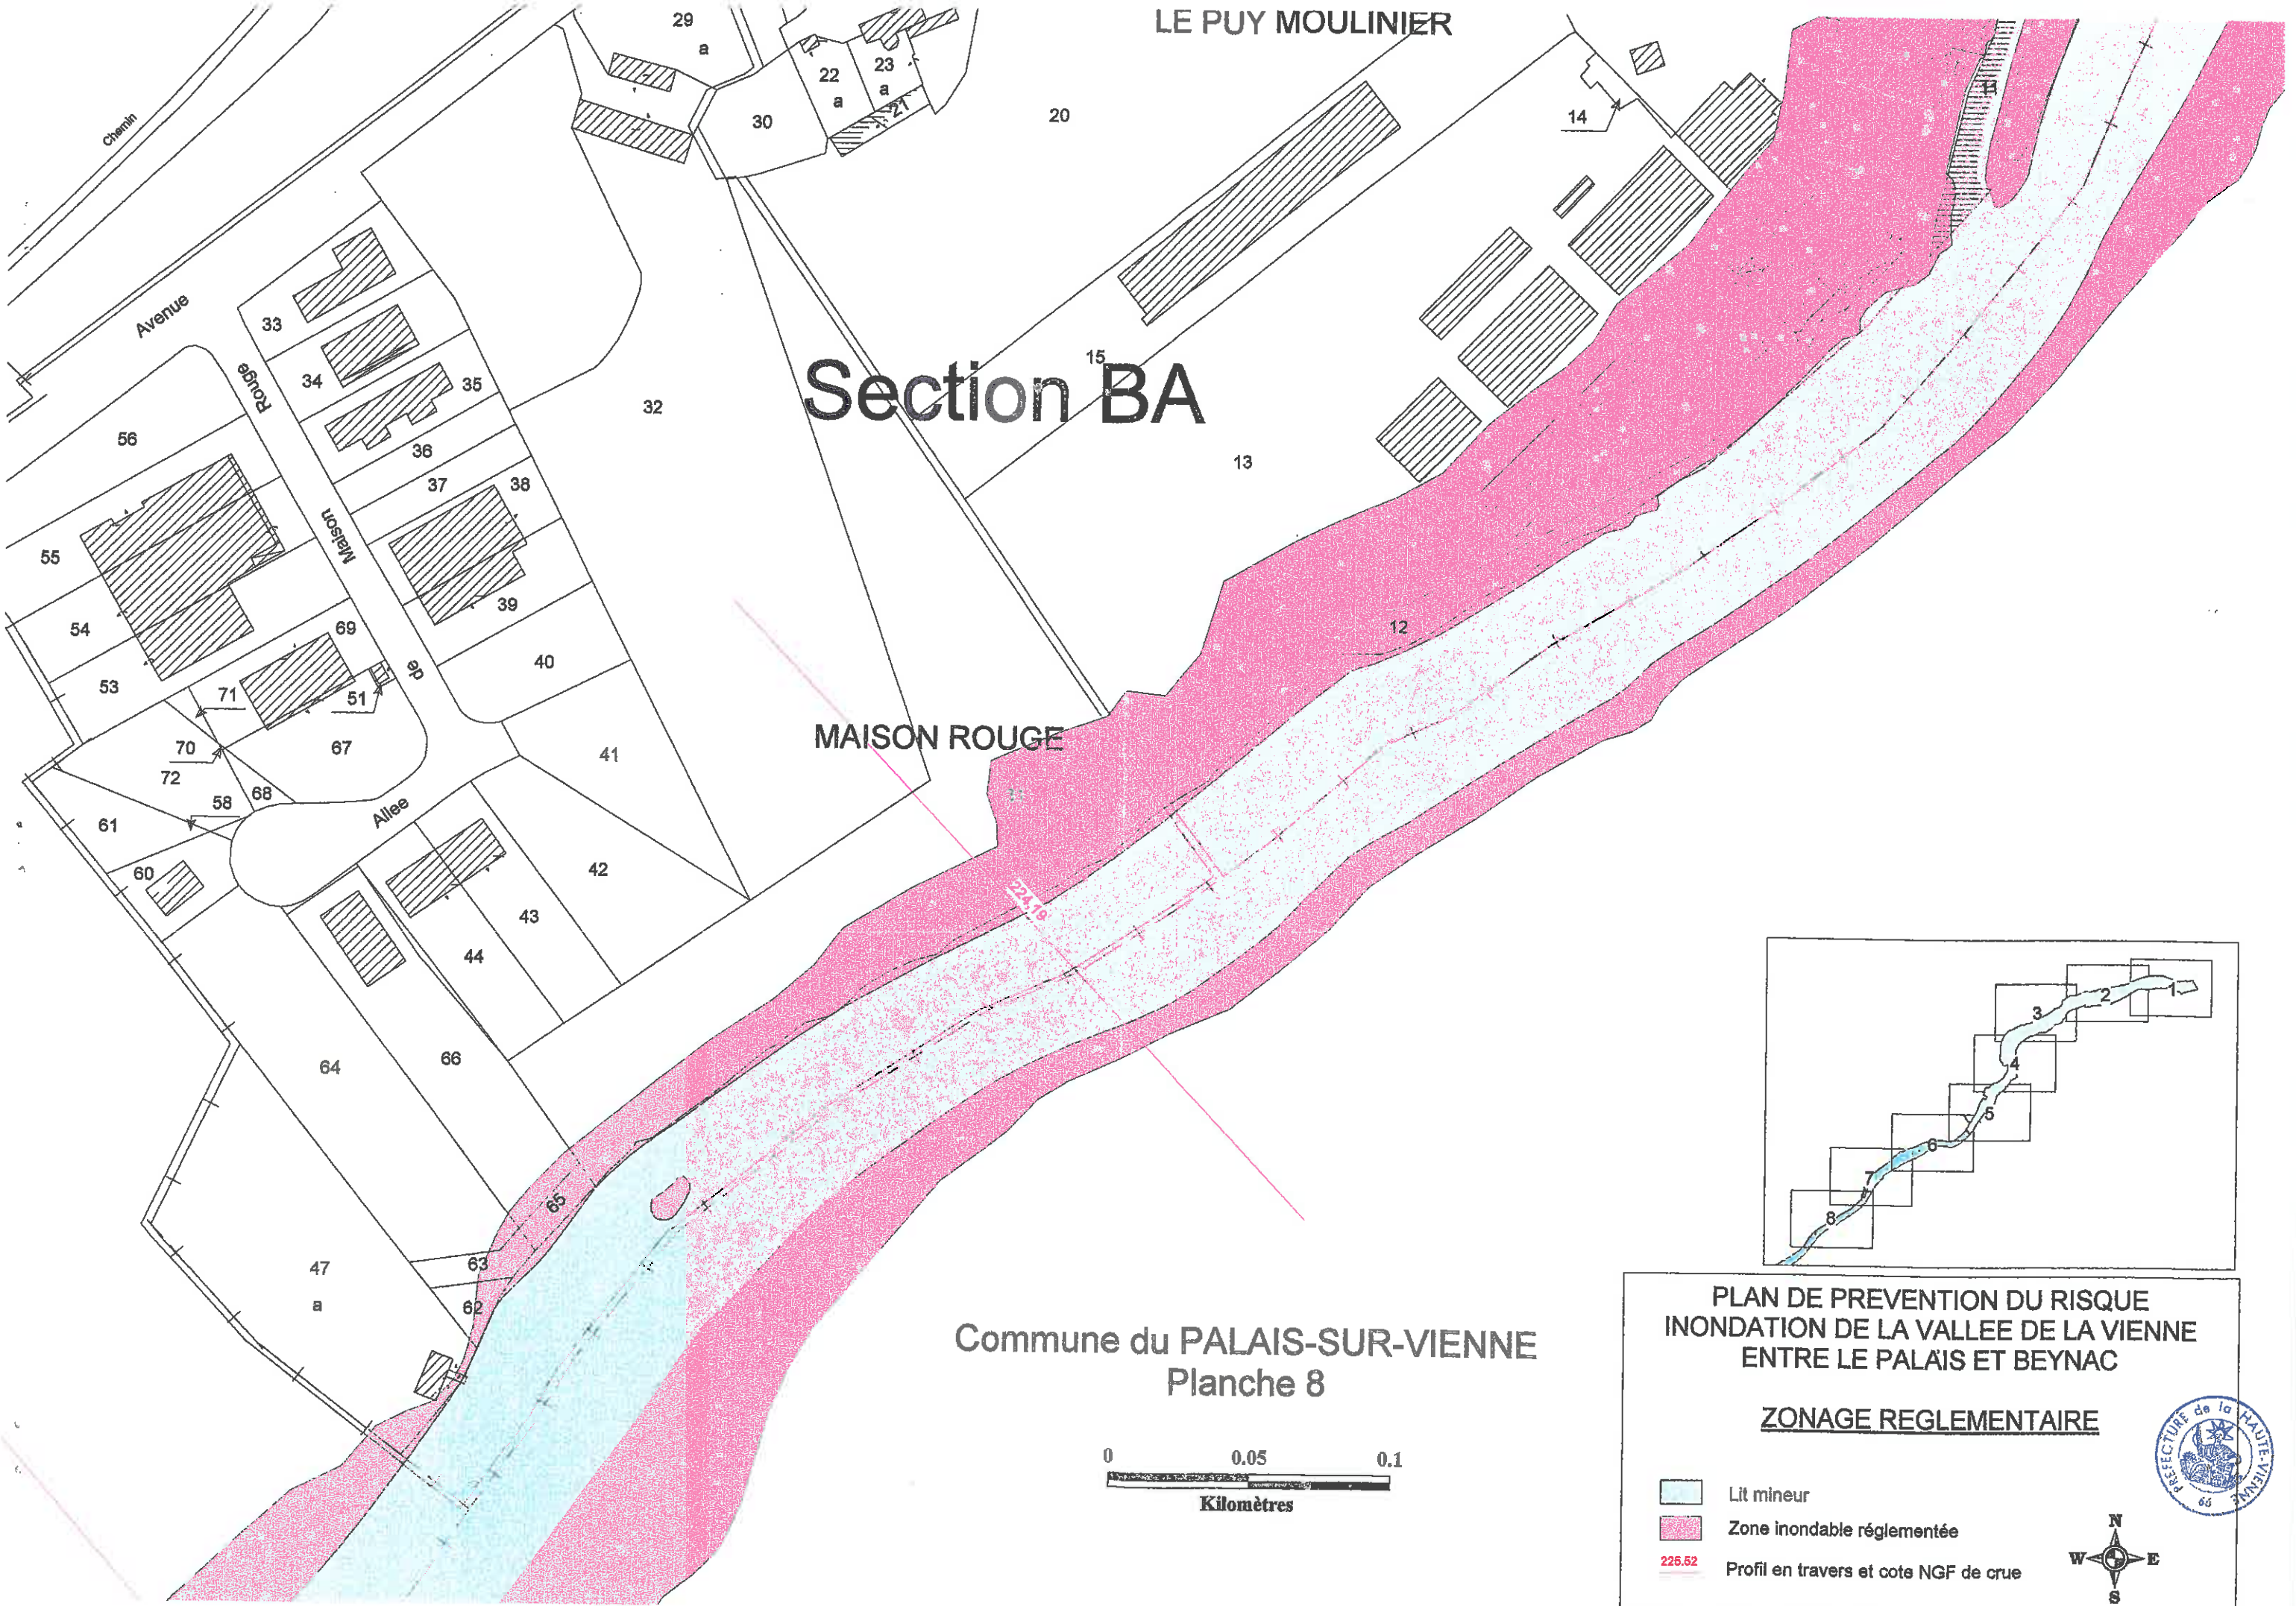 LE PUY MOULINIER
29
a
22
a
23
a
21
30
20
14
11
Chemin
Avenue
Rouge
Maison
de
Allee
33
34
35
36
37
38
39
40
41
42
43
44
32
15
Section BA
13
12
56
55
54
53
69
71
51
70
72
67
68
58
61
60
MAISON ROUGE
224,19
64
66
65
63
62
47
a
1
2
3
4
5
6
7
8
Commune du PALAIS-SUR-VIENNE
Planche 8
0 0.05 0.1
Kilomètres
PLAN DE PREVENTION DU RISQUE
INONDATION DE LA VALLEE DE LA VIENNE
ENTRE LE PALAIS ET BEYNAC
ZONAGE REGLEMENTAIRE
PREFECTURE de la HAUTE-VIENNE
66
Lit mineur
Zone inondable réglementée
225.52 Profil en travers et cote NGF de crue
N
W E
S